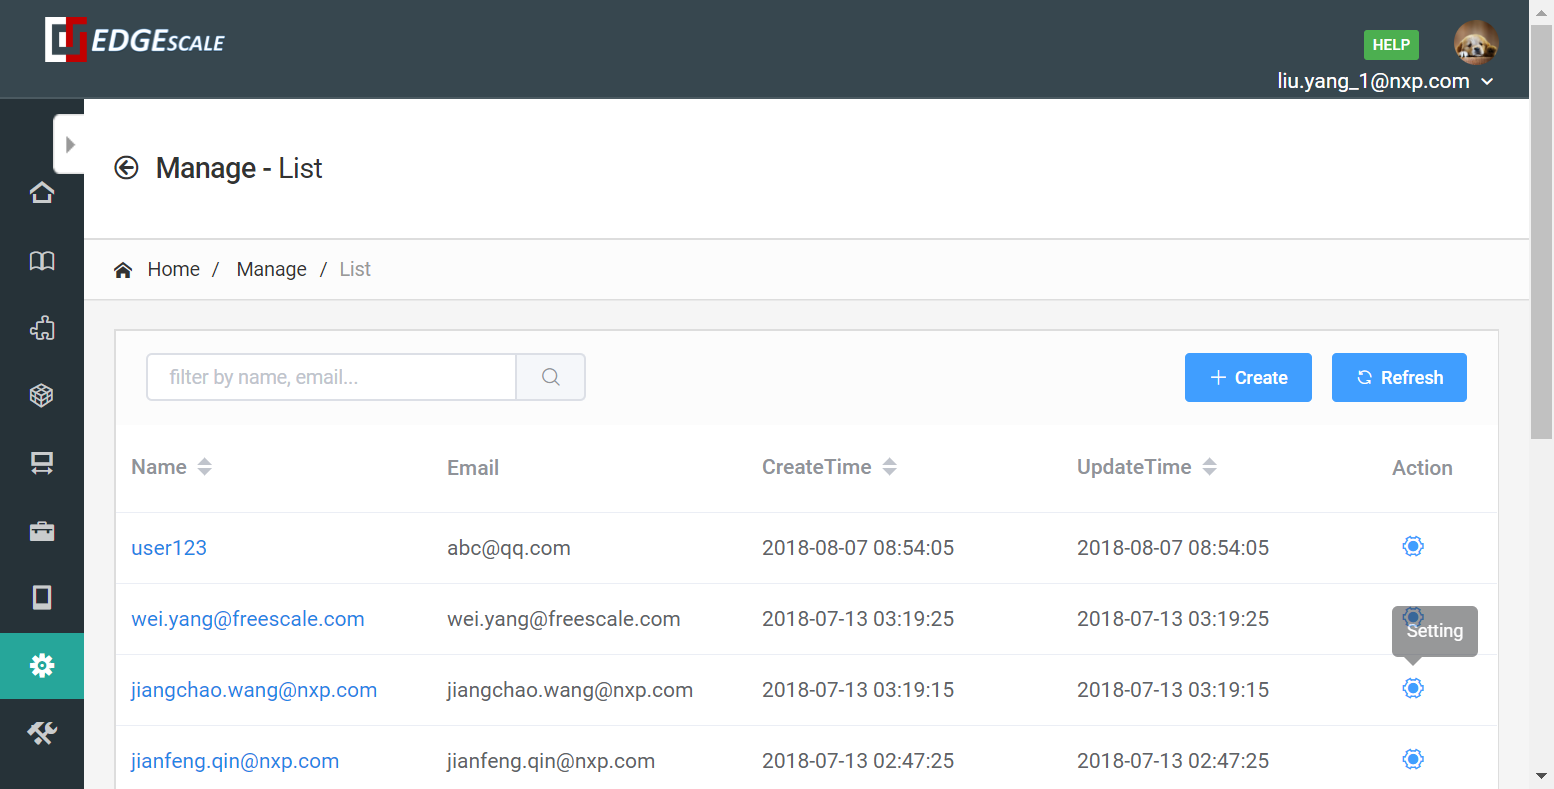 EDGESCALE
HELP
liu.yang_1@nxp.com
Manage - List
Home / Manage / List
filter by name, email...
Create Refresh
Name Email CreateTime UpdateTime Action
user123 abc@qq.com 2018-08-07 08:54:05 2018-08-07 08:54:05
wei.yang@freescale.com wei.yang@freescale.com 2018-07-13 03:19:25 2018-07-13 03:19:25
Setting
jiangchao.wang@nxp.com jiangchao.wang@nxp.com 2018-07-13 03:19:15 2018-07-13 03:19:15
jianfeng.qin@nxp.com jianfeng.qin@nxp.com 2018-07-13 02:47:25 2018-07-13 02:47:25